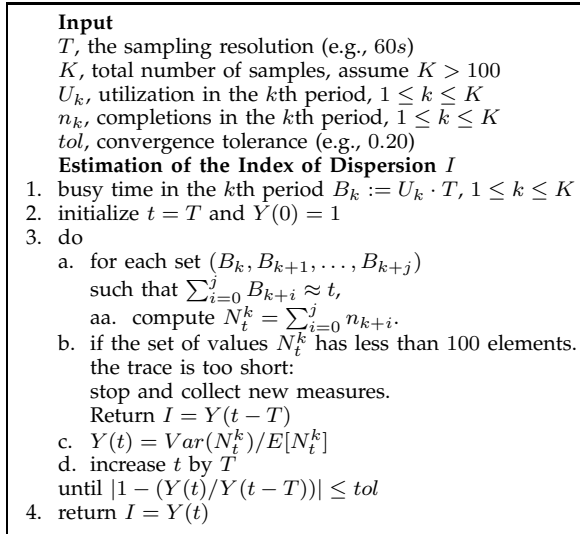 Input
T, the sampling resolution (e.g., 60s)
K, total number of samples, assume K > 100
U_k, utilization in the kth period, 1 ≤ k ≤ K
n_k, completions in the kth period, 1 ≤ k ≤ K
tol, convergence tolerance (e.g., 0.20)
Estimation of the Index of Dispersion I
1. busy time in the kth period B_k := U_k · T, 1 ≤ k ≤ K
2. initialize t = T and Y(0) = 1
3. do
a. for each set (B_k, B_{k+1}, . . . , B_{k+j})
such that ∑_{i=0}^{j} B_{k+i} ≈ t,
aa. compute N_t^k = ∑_{i=0}^{j} n_{k+i}.
b. if the set of values N_t^k has less than 100 elements.
the trace is too short:
stop and collect new measures.
Return I = Y(t − T)
c. Y(t) = Var(N_t^k)/E[N_t^k]
d. increase t by T
until |1 − (Y(t)/Y(t − T))| ≤ tol
4. return I = Y(t)